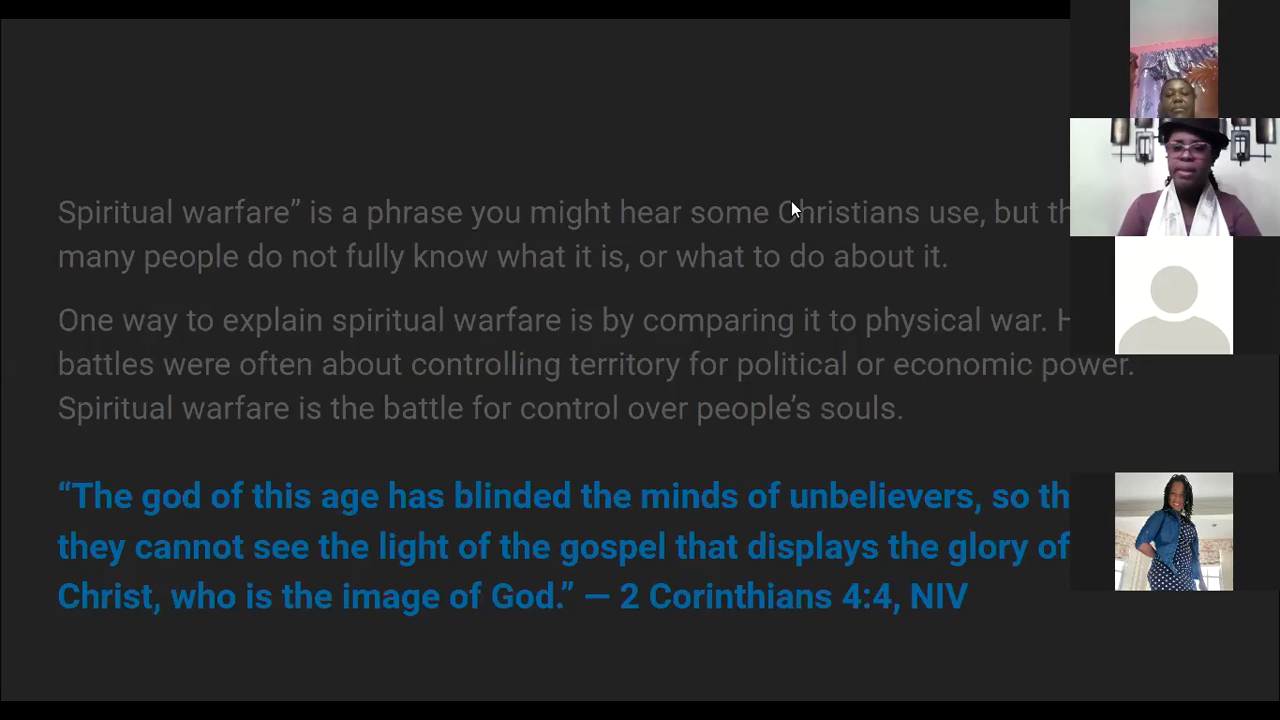 Spiritual warfare” is a phrase you might hear some Christians use, but
many people do not fully know what it is, or what to do about it.
One way to explain spiritual warfare is by comparing it to physical war.
battles were often about controlling territory for political or economic power.
Spiritual warfare is the battle for control over people’s souls.
“The god of this age has blinded the minds of unbelievers, so
they cannot see the light of the gospel that displays the glory of
Christ, who is the image of God.” — 2 Corinthians 4:4, NIV